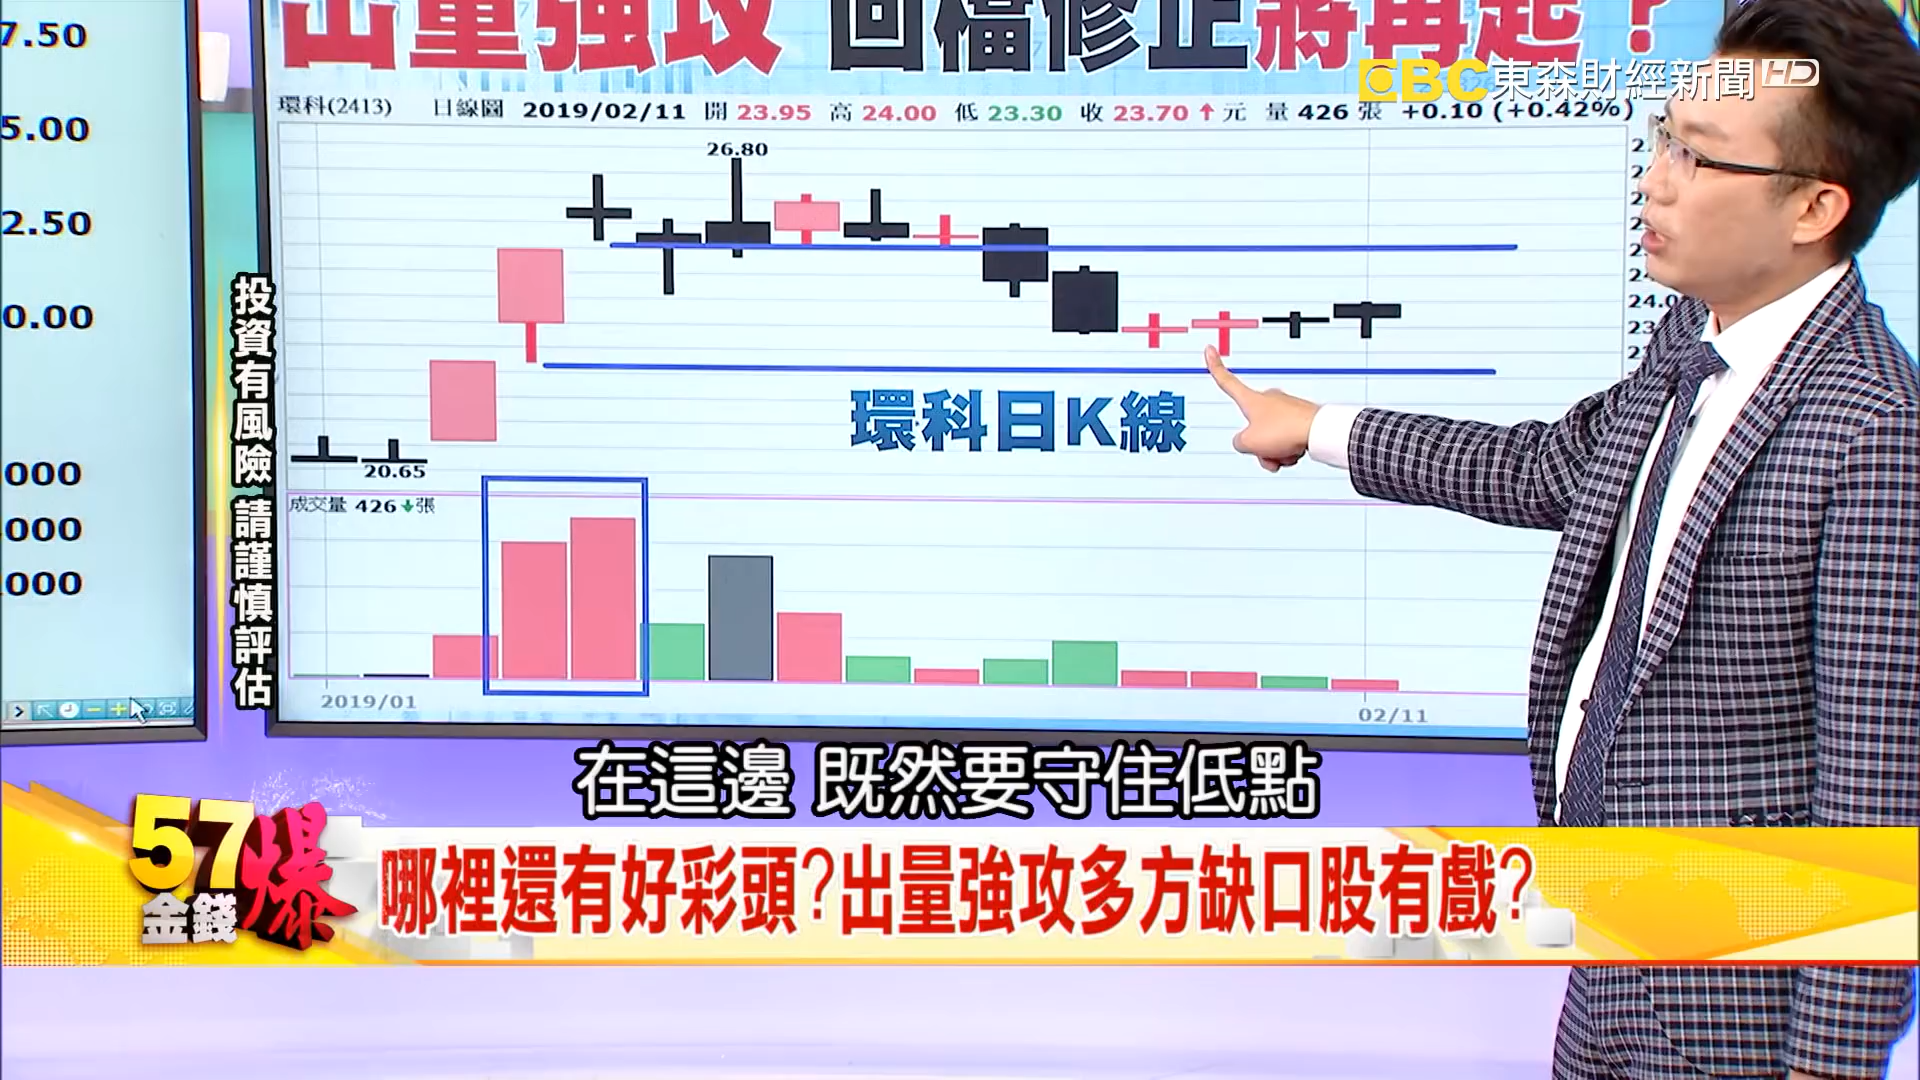 出量強攻 回檔修正將再起？
EBC東森財經新聞HD
環科(2413) 日線圖 2019/02/11 開 23.95 高 24.00 低 23.30 收 23.70↑元 量 426 張 +0.10 (+0.42%)
7.50
5.00
2.50
0.00
000
000
000
26.80
20.65
24.0
環科日K線
成交量 426↓張
2019/01
02/11
投資有風險 請謹慎評估
在這邊 既然要守住低點
57金錢爆
哪裡還有好彩頭?出量強攻多方缺口股有戲?